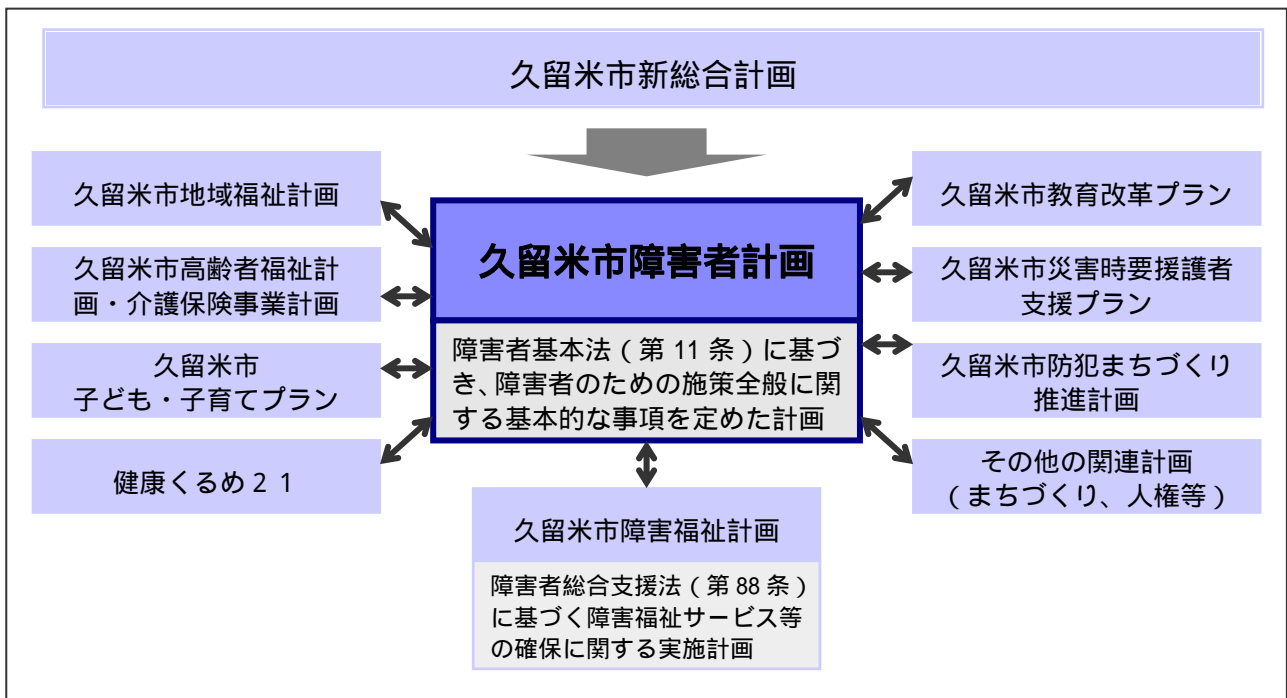 久留米市新総合計画
久留米市地域福祉計画
久留米市高齢者福祉計
画・介護保険事業計画
久留米市
子ども・子育てプラン
健康くるめ２１
久留米市障害者計画
障害者基本法（第 11 条）に基づ
き、障害者のための施策全般に関
する基本的な事項を定めた計画
久留米市教育改革プラン
久留米市災害時要援護者
支援プラン
久留米市防犯まちづくり
推進計画
その他の関連計画
（まちづくり、人権等）
久留米市障害福祉計画
障害者総合支援法（第 88 条）
に基づく障害福祉サービス等
の確保に関する実施計画